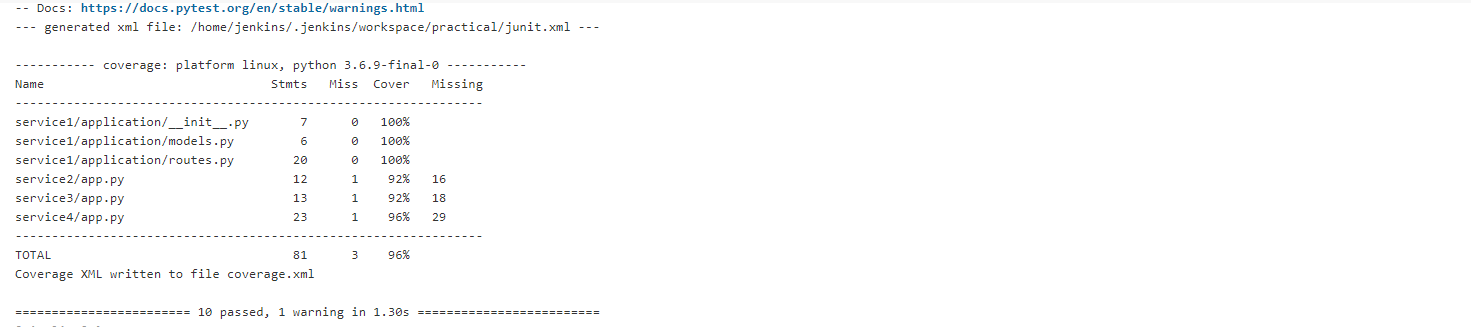 -- Docs: https://docs.pytest.org/en/stable/warnings.html
--- generated xml file: /home/jenkins/.jenkins/workspace/practical/junit.xml ---
----------- coverage: platform linux, python 3.6.9-final-0 -----------
Name                               Stmts   Miss  Cover   Missing
----------------------------------------------------------------
service1/application/__init__.py       7      0   100%
service1/application/models.py         6      0   100%
service1/application/routes.py        20      0   100%
service2/app.py                       12      1    92%   16
service3/app.py                       13      1    92%   18
service4/app.py                       23      1    96%   29
----------------------------------------------------------------
TOTAL                                 81      3    96%
Coverage XML written to file coverage.xml
======================== 10 passed, 1 warning in 1.30s =========================